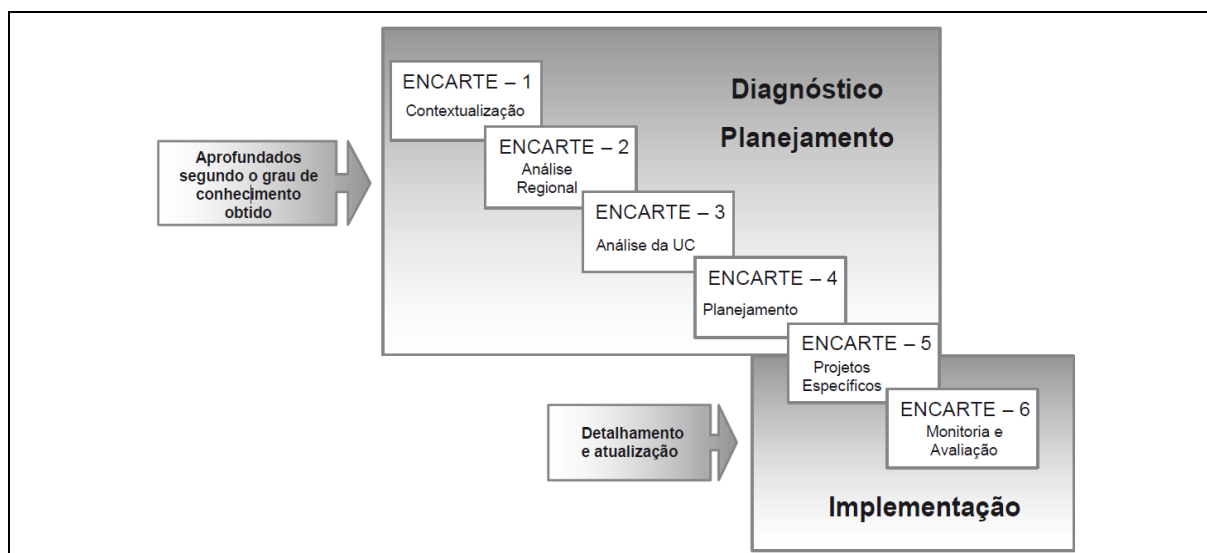 ENCARTE – 1
Contextualização
Diagnóstico
Planejamento
ENCARTE – 2
Análise
Regional
Aprofundados
segundo o grau de
conhecimento
obtido
ENCARTE – 3
Análise da UC
ENCARTE – 4
Planejamento
ENCARTE – 5
Projetos
Específicos
ENCARTE – 6
Monitoria e
Avaliação
Detalhamento
e atualização
Implementação